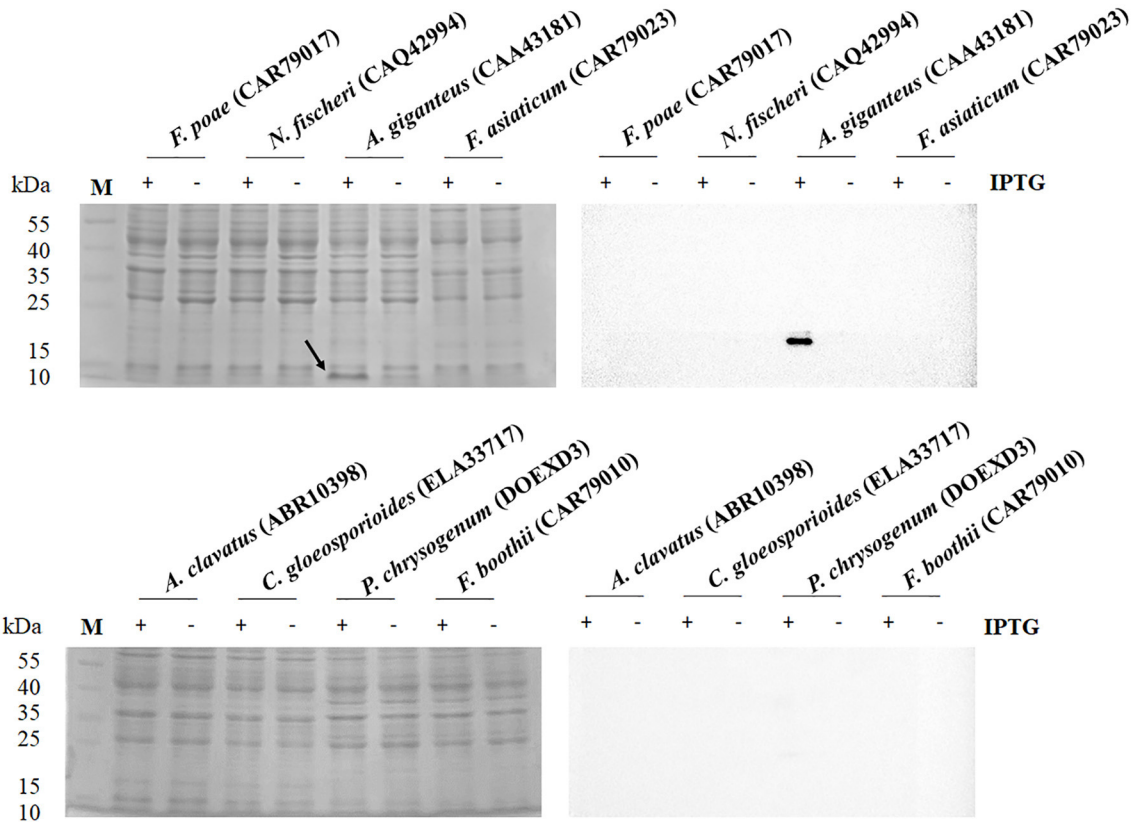 F. poae (CAR79017)
N. fischeri (CAQ42994)
A. giganteus (CAA43181)
F. asiaticum (CAR79023)
F. poae (CAR79017)
N. fischeri (CAQ42994)
A. giganteus (CAA43181)
F. asiaticum (CAR79023)
kDa M + - + - + - + - + - + - + - + - IPTG
55
40
35
25
15
10
A. clavatus (ABR10398)
C. gloeosporioides (ELA33717)
P. chrysogenum (DOEXD3)
F. boothii (CAR79010)
A. clavatus (ABR10398)
C. gloeosporioides (ELA33717)
P. chrysogenum (DOEXD3)
F. boothii (CAR79010)
kDa M + - + - + - + - + - + - + - + - IPTG
55
40
35
25
15
10